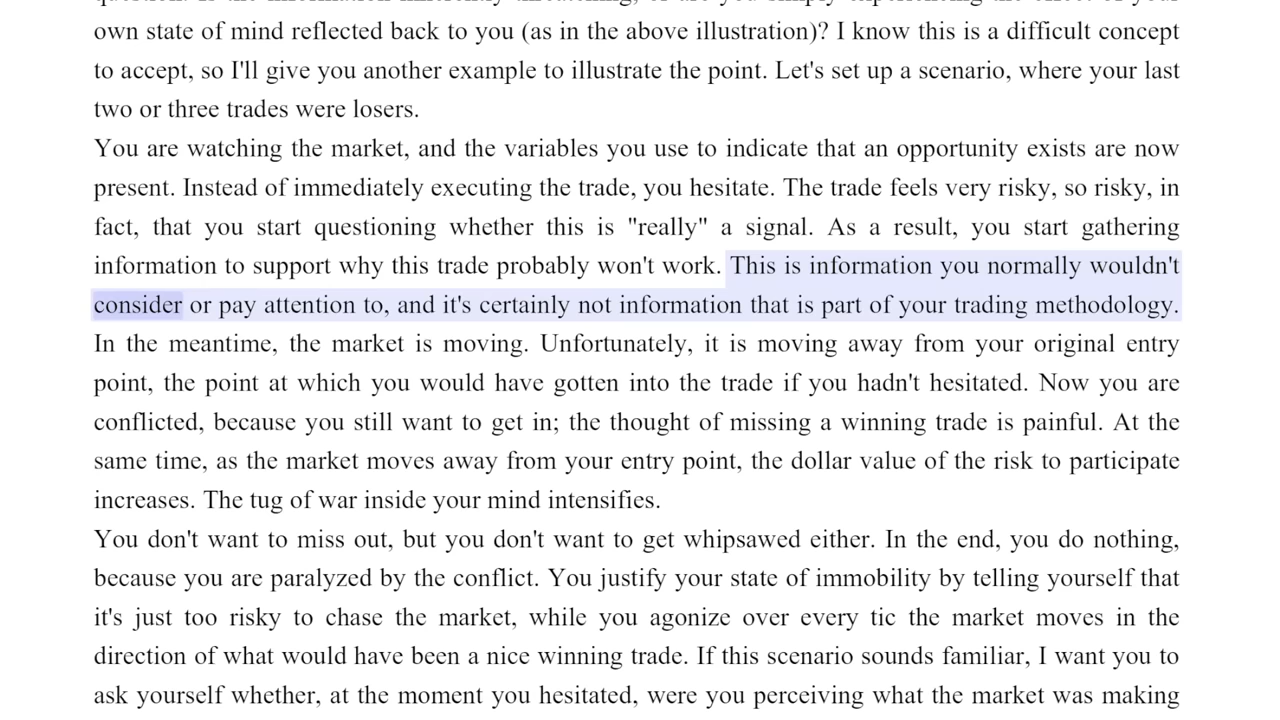 own state of mind reflected back to you (as in the above illustration)? I know this is a difficult concept
to accept, so I'll give you another example to illustrate the point. Let's set up a scenario, where your last
two or three trades were losers.
You are watching the market, and the variables you use to indicate that an opportunity exists are now
present. Instead of immediately executing the trade, you hesitate. The trade feels very risky, so risky, in
fact, that you start questioning whether this is "really" a signal. As a result, you start gathering
information to support why this trade probably won't work. This is information you normally wouldn't
consider or pay attention to, and it's certainly not information that is part of your trading methodology.
In the meantime, the market is moving. Unfortunately, it is moving away from your original entry
point, the point at which you would have gotten into the trade if you hadn't hesitated. Now you are
conflicted, because you still want to get in; the thought of missing a winning trade is painful. At the
same time, as the market moves away from your entry point, the dollar value of the risk to participate
increases. The tug of war inside your mind intensifies.
You don't want to miss out, but you don't want to get whipsawed either. In the end, you do nothing,
because you are paralyzed by the conflict. You justify your state of immobility by telling yourself that
it's just too risky to chase the market, while you agonize over every tic the market moves in the
direction of what would have been a nice winning trade. If this scenario sounds familiar, I want you to
ask yourself whether, at the moment you hesitated, were you perceiving what the market was making